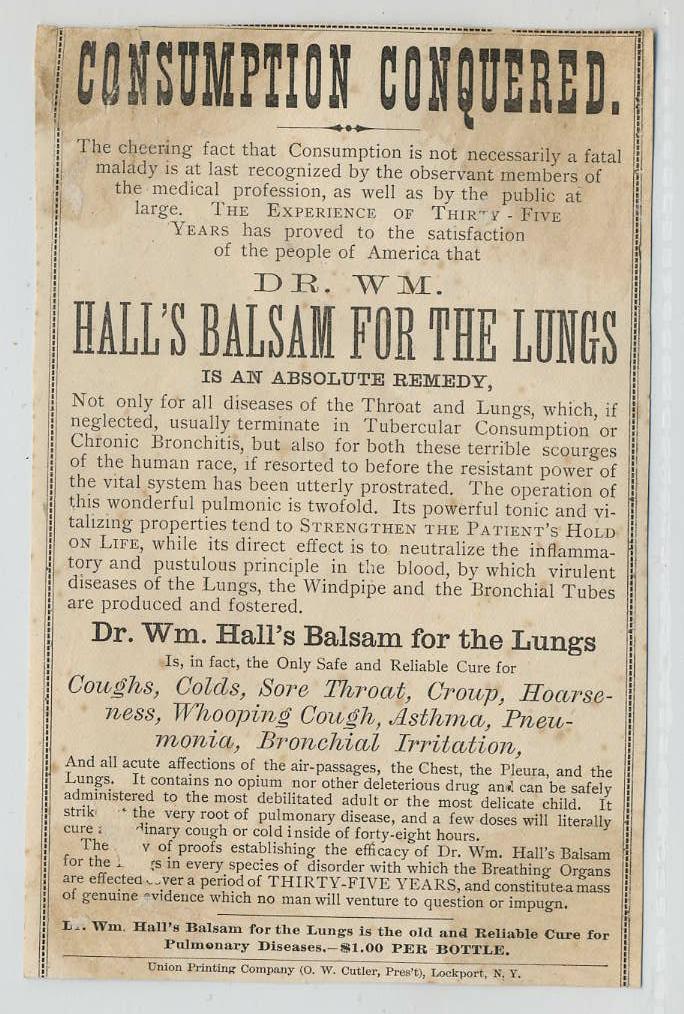 CONSUMPTION CONQUERED.
The cheering fact that Consumption is not necessarily a fatal
malady is at last recognized by the observant members of
the medical profession, as well as by the public at
large. THE EXPERIENCE OF THIRTY-FIVE
YEARS has proved to the satisfaction
of the people of America that
DR. WM.
HALL'S BALSAM FOR THE LUNGS
IS AN ABSOLUTE REMEDY,
Not only for all diseases of the Throat and Lungs, which, if
neglected, usually terminate in Tubercular Consumption or
Chronic Bronchitis, but also for both these terrible scourges
of the human race, if resorted to before the resistant power of
the vital system has been utterly prostrated. The operation of
this wonderful pulmonic is twofold. Its powerful tonic and vi-
talizing properties tend to STRENGTHEN THE PATIENT'S HOLD
ON LIFE, while its direct effect is to neutralize the inflamma-
tory and pustulous principle in the blood, by which virulent
diseases of the Lungs, the Windpipe and the Bronchial Tubes
are produced and fostered.
Dr. Wm. Hall's Balsam for the Lungs
Is, in fact, the Only Safe and Reliable Cure for
Coughs, Colds, Sore Throat, Croup, Hoarse-
ness, Whooping Cough, Asthma, Pneu-
monia, Bronchial Irritation,
And all acute affections of the air-passages, the Chest, the Pleura, and the
Lungs. It contains no opium nor other deleterious drug and can be safely
administered to the most debilitated adult or the most delicate child. It
the very root of pulmonary disease, and a few doses will literally
cure cough or cold inside of forty-eight hours.
The of proofs establishing the efficacy of Dr. Wm. Hall's Balsam
for the in every species of disorder with which the Breathing Organs
are effected over a period of THIRTY-FIVE YEARS, and constitute a mass
of genuine evidence which no man will venture to question or impugn.
Dr. Wm. Hall's Balsam for the Lungs is the old and Reliable Cure for
Pulmonary Diseases.—$1.00 PER BOTTLE.
Union Printing Company (O. W. Cutler, Pres't), Lockport, N. Y.